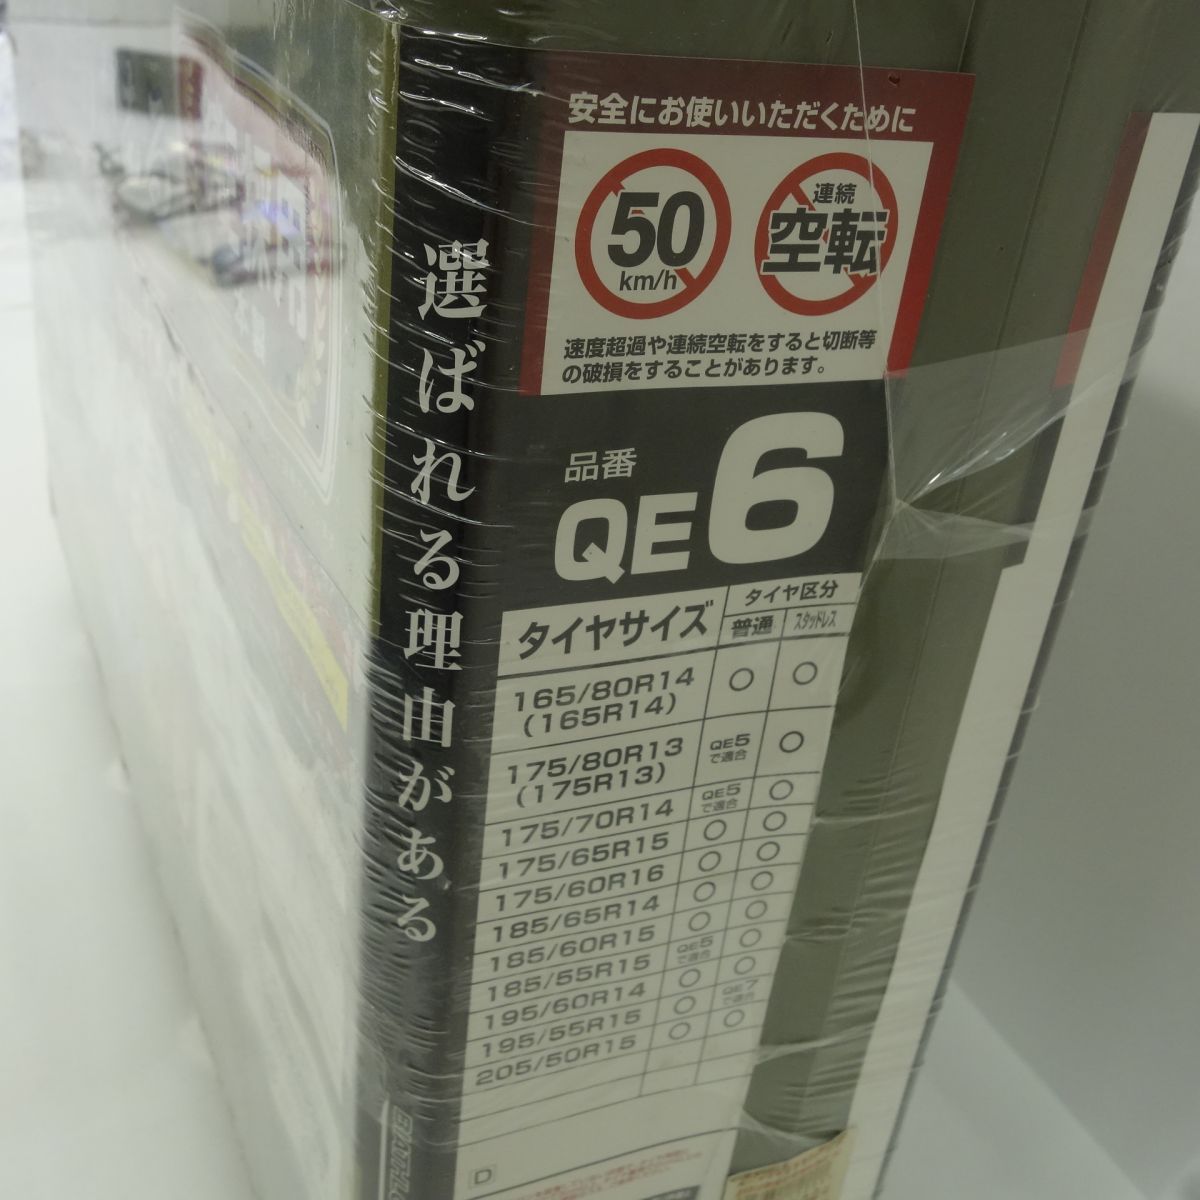 選ばれる理由がある
安全にお使いいただくために
50
km/h
連続
空転
速度超過や連続空転をすると切断等
の破損をすることがあります。
品番
QE6
タイヤサイズ タイヤ区分
普通 スタッドレス
165/80R14
(165R14) ○ ○
175/80R13
(175R13) QE5
で適合 ○
175/70R14 QE5
で適合 ○
175/65R15 ○ ○
175/60R16 ○ ○
185/65R14 ○ ○
185/60R15 ○ ○
185/55R15 QE5
で適合 ○
195/60R14 ○ ○
195/55R15 ○ QE7
で適合
205/50R15 ○ ○
D